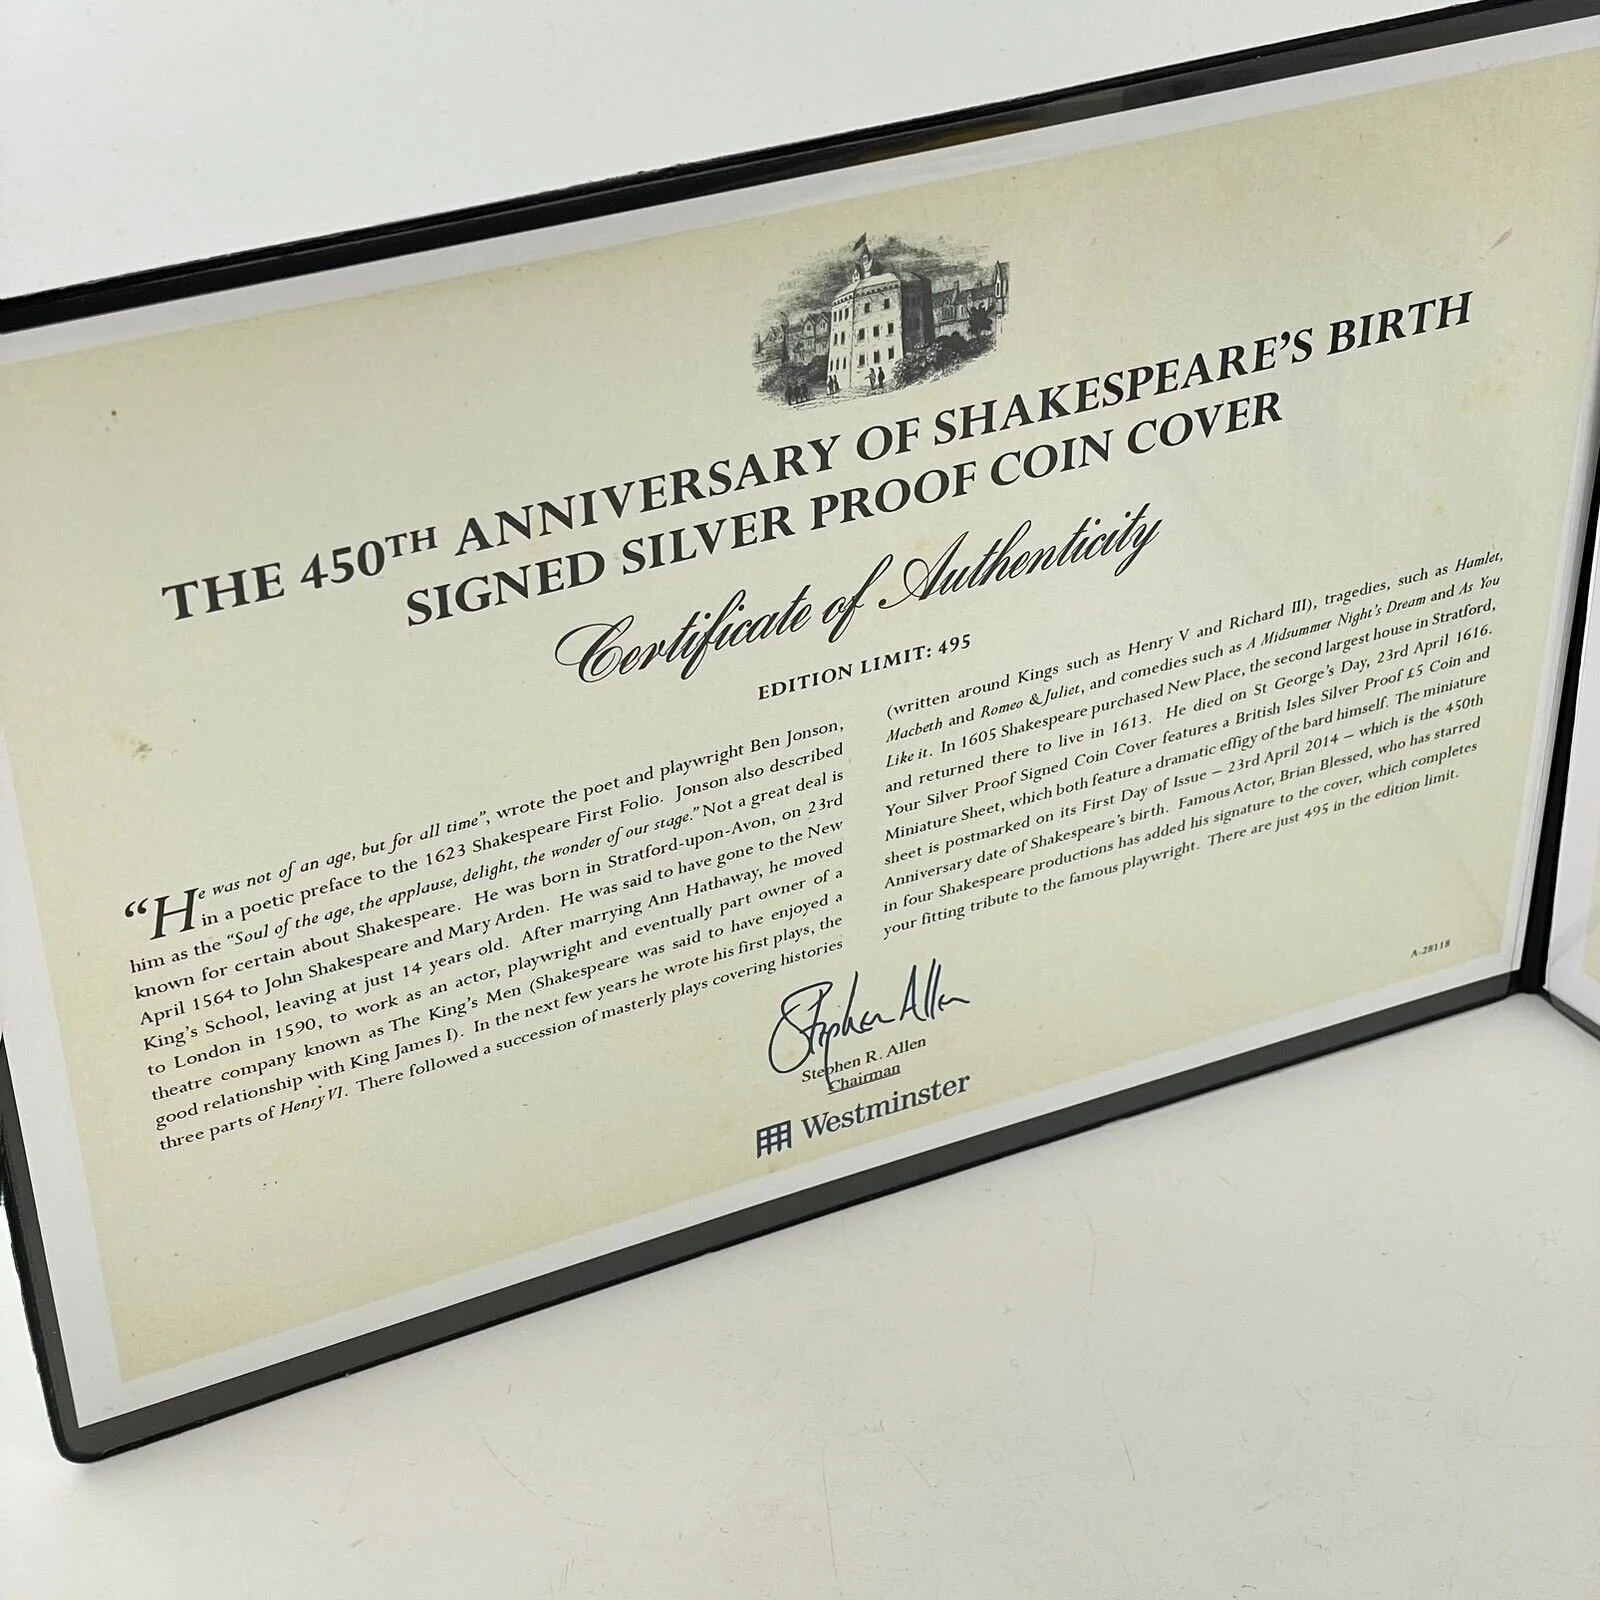 THE 450TH ANNIVERSARY OF SHAKESPEARE'S BIRTH
SIGNED SILVER PROOF COIN COVER
Certificate of Authenticity
EDITION LIMIT: 495
“He was not of an age, but for all time”, wrote the poet and playwright Ben Jonson,
in a poetic preface to the 1623 Shakespeare First Folio. Jonson also described
him as the “Soul of the age, the applause, delight, the wonder of our stage.” Not a great deal is
known for certain about Shakespeare. He was born in Stratford-upon-Avon, on 23rd
April 1564 to John Shakespeare and Mary Arden. He was said to have gone to the New
King's School, leaving at just 14 years old. After marrying Ann Hathaway, he moved
to London in 1590, to work as an actor, playwright and eventually part owner of a
theatre company known as The King's Men (Shakespeare was said to have enjoyed a
good relationship with King James I). In the next few years he wrote his first plays, the
three parts of Henry VI. There followed a succession of masterly plays covering histories
(written around Kings such as Henry V and Richard III), tragedies, such as Hamlet,
Macbeth and Romeo & Juliet, and comedies such as A Midsummer Night's Dream and As You
Like it. In 1605 Shakespeare purchased New Place, the second largest house in Stratford,
and returned there to live in 1613. He died on St George's Day, 23rd April 1616.
Your Silver Proof Signed Coin Cover features a British Isles Silver Proof £5 Coin and
Miniature Sheet, which both feature a dramatic effigy of the bard himself. The miniature
sheet is postmarked on its First Day of Issue – 23rd April 2014 – which is the 450th
Anniversary date of Shakespeare's birth. Famous Actor, Brian Blessed, who has starred
in four Shakespeare productions has added his signature to the cover, which completes
your fitting tribute to the famous playwright. There are just 495 in the edition limit.
A-28118
Stephen Allen
Stephen R. Allen
Chairman
Westminster